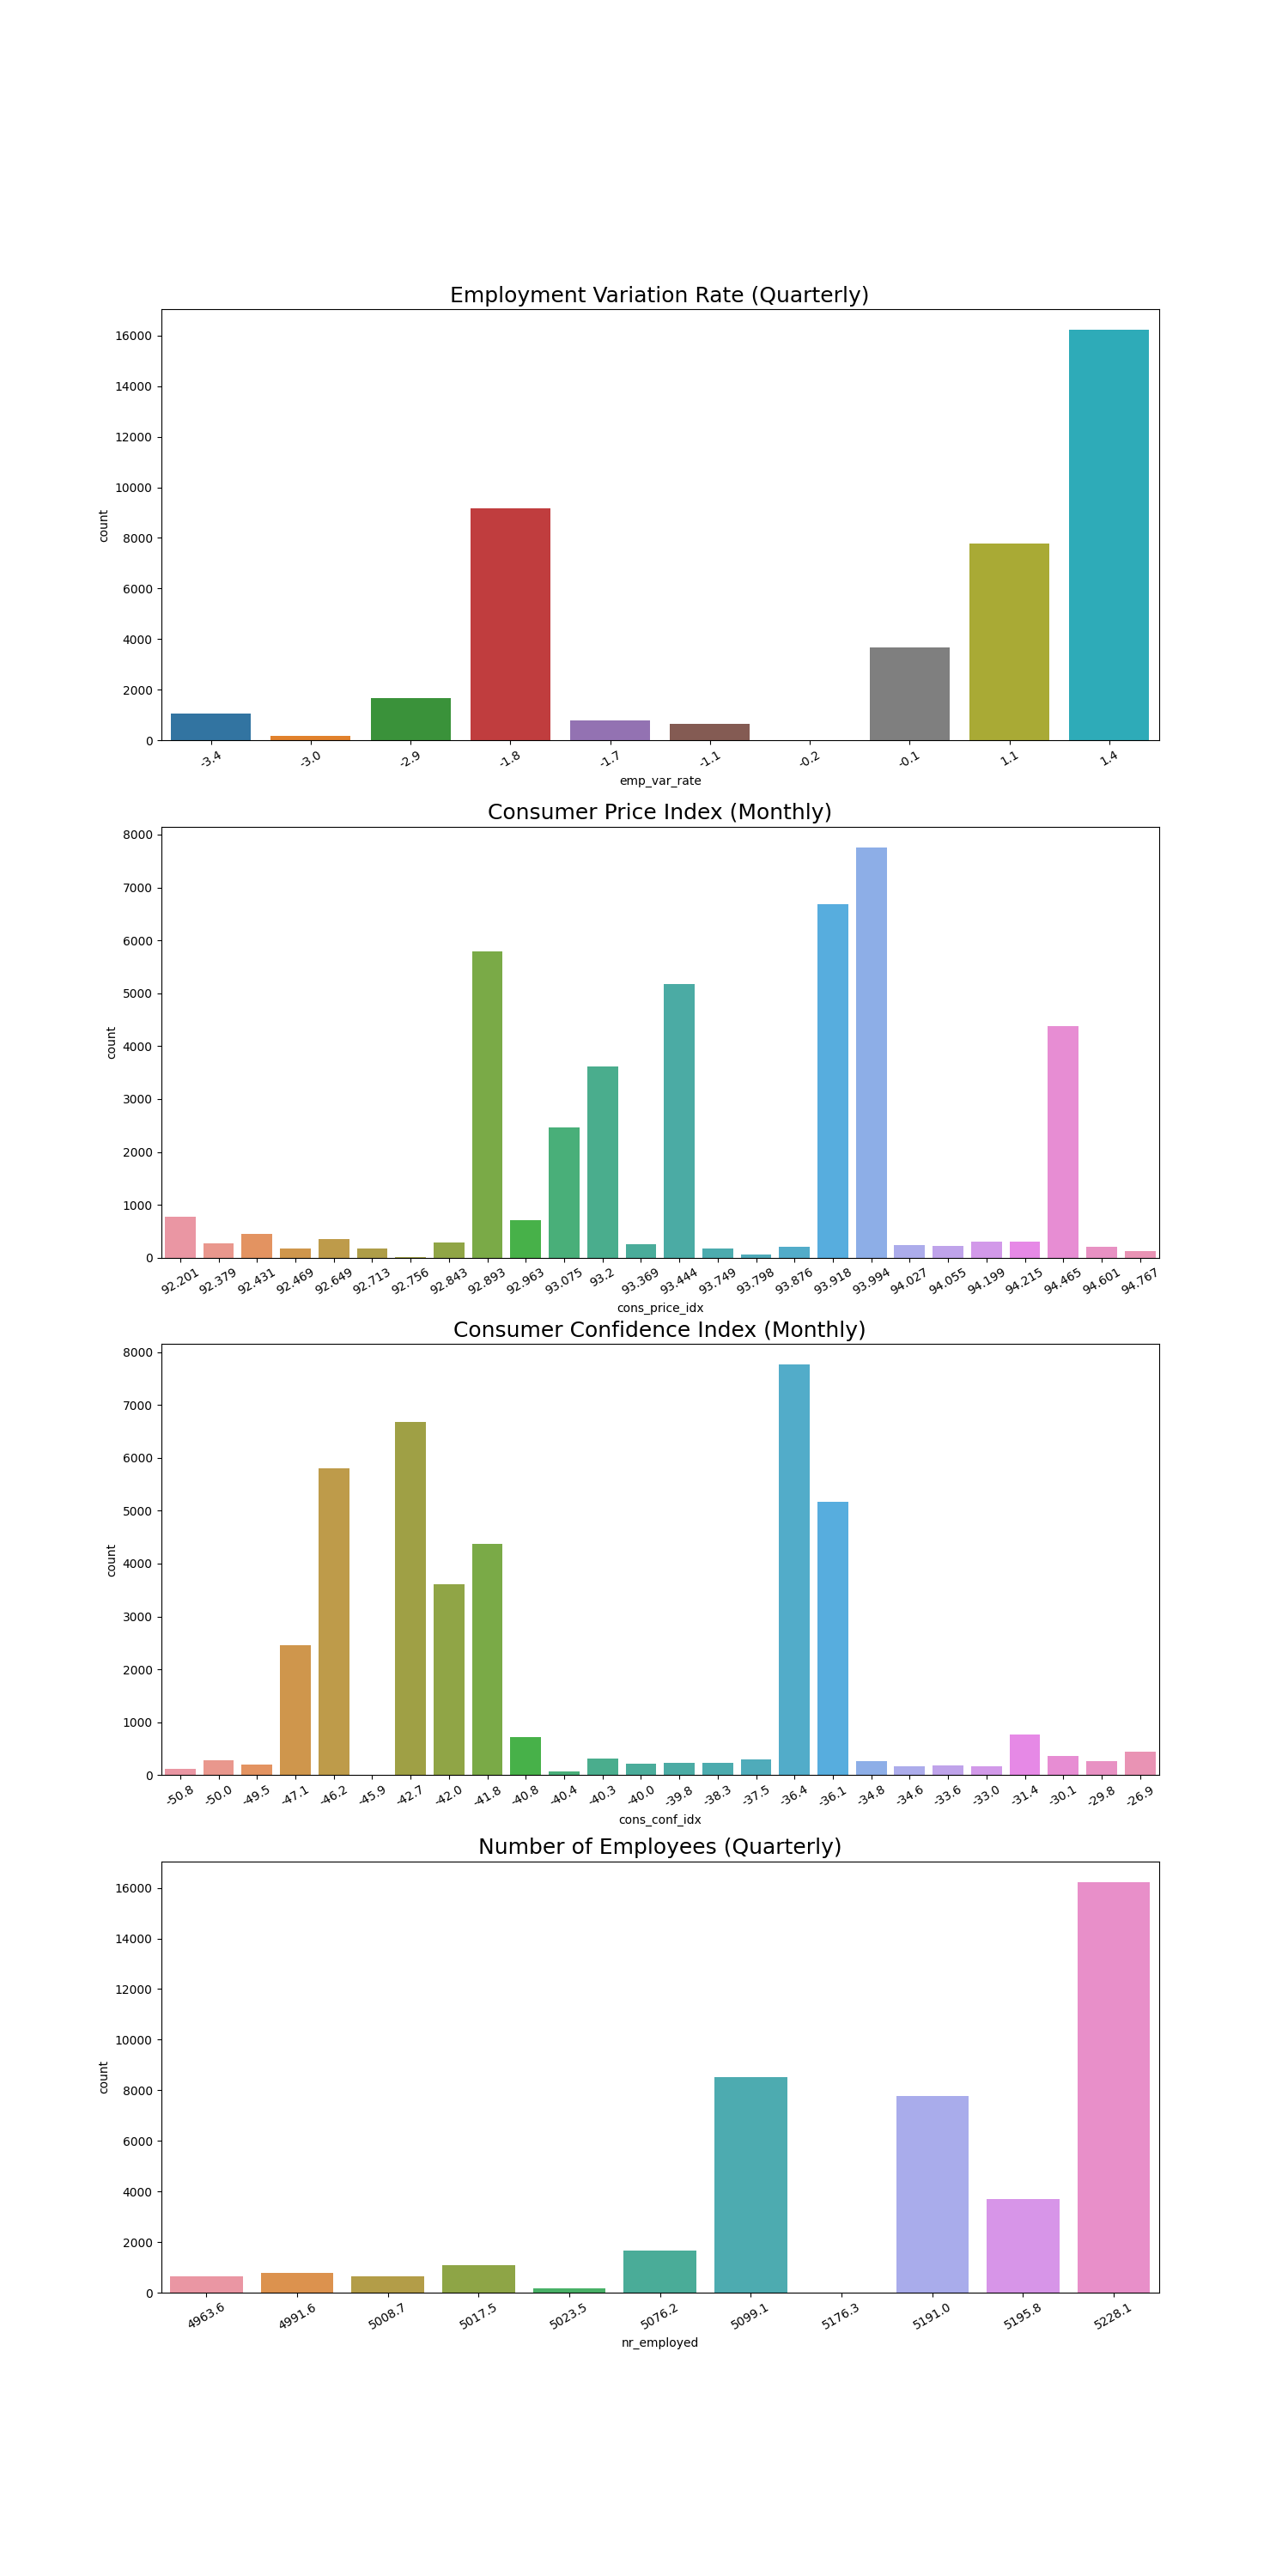 Employment Variation Rate (Quarterly)
16000
14000
12000
10000
8000
6000
4000
2000
0
count
-3.4 -3.0 -2.9 -1.8 -1.7 -1.1 -0.2 -0.1 1.1 1.4
emp_var_rate
Consumer Price Index (Monthly)
8000
7000
6000
5000
4000
3000
2000
1000
0
count
92.201 92.379 92.431 92.469 92.649 92.713 92.756 92.843 92.893 92.963 93.075 93.2 93.369 93.444 93.749 93.798 93.876 93.918 93.994 94.027 94.055 94.199 94.215 94.465 94.601 94.767
cons_price_idx
Consumer Confidence Index (Monthly)
8000
7000
6000
5000
4000
3000
2000
1000
0
count
-50.8 -50.0 -49.5 -47.1 -46.2 -45.9 -42.7 -42.0 -41.8 -40.8 -40.4 -40.3 -40.0 -39.8 -38.3 -37.5 -36.4 -36.1 -34.8 -34.6 -33.6 -33.0 -31.4 -30.1 -29.8 -26.9
cons_conf_idx
Number of Employees (Quarterly)
16000
14000
12000
10000
8000
6000
4000
2000
0
count
4963.6 4991.6 5008.7 5017.5 5023.5 5076.2 5099.1 5176.3 5191.0 5195.8 5228.1
nr_employed